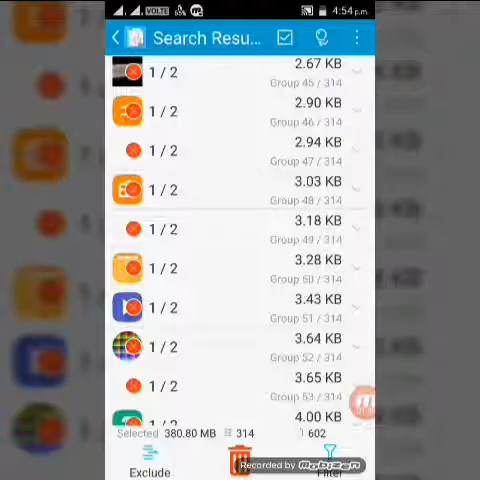 VOLTE 4:54 p.m.
Search Resu...
1 / 2 2.67 KB
Group 45 / 314
1 / 2 2.90 KB
Group 46 / 314
1 / 2 2.94 KB
Group 47 / 314
1 / 2 3.03 KB
Group 48 / 314
1 / 2 3.18 KB
Group 49 / 314
1 / 2 3.28 KB
Group 50 / 314
1 / 2 3.43 KB
Group 51 / 314
1 / 2 3.64 KB
Group 52 / 314
1 / 2 3.65 KB
Group 53 / 314
1 / 2 4.00 KB
Selected 380.80 MB 314 602
Exclude Filter
Recorded by Mobizen